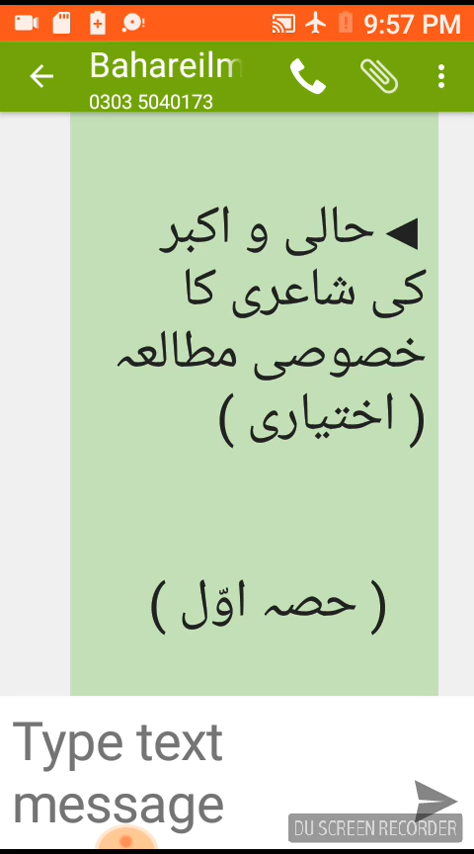 9:57 PM
Bahareilm
0303 5040173
◀ حالی و اکبر
کی شاعری کا
خصوصی مطالعہ
( اختیاری )
( حصہ اوّل )
Type text
message
DU SCREEN RECORDER